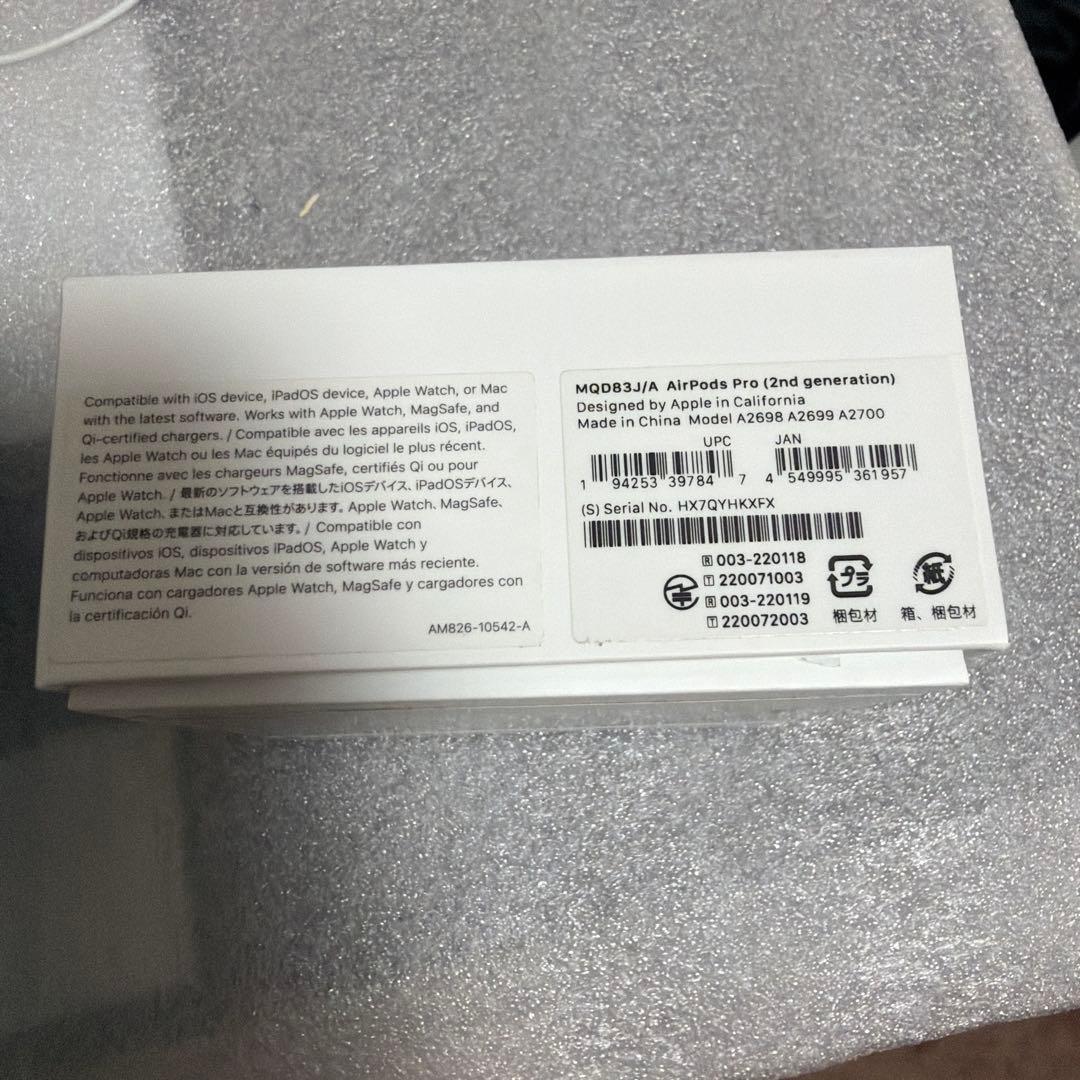 Compatible with iOS device, iPadOS device, Apple Watch, or Mac
with the latest software. Works with Apple Watch, MagSafe, and
Qi-certified chargers. / Compatible avec les appareils iOS, iPadOS,
les Apple Watch ou les Mac équipés du logiciel le plus récent.
Fonctionne avec les chargeurs MagSafe, certifiés Qi ou pour
Apple Watch. / 最新のソフトウェアを搭載したiOSデバイス、iPadOSデバイス、
Apple Watch、またはMacと互換性があります。Apple Watch、MagSafe、
およびQi規格の充電器に対応しています。/ Compatible con
dispositivos iOS, dispositivos iPadOS, Apple Watch y
computadoras Mac con la versión de software más reciente.
Funciona con cargadores Apple Watch, MagSafe y cargadores con
la certificación Qi.
AM826-10542-A
MQD83J/A AirPods Pro (2nd generation)
Designed by Apple in California
Made in China Model A2698 A2699 A2700
UPC JAN
1 94253 39784 7 4 549995 361957
(S) Serial No. HX7QYHKXFX
R 003-220118
T 220071003
R 003-220119
T 220072003
プラ
梱包材
紙
箱、梱包材